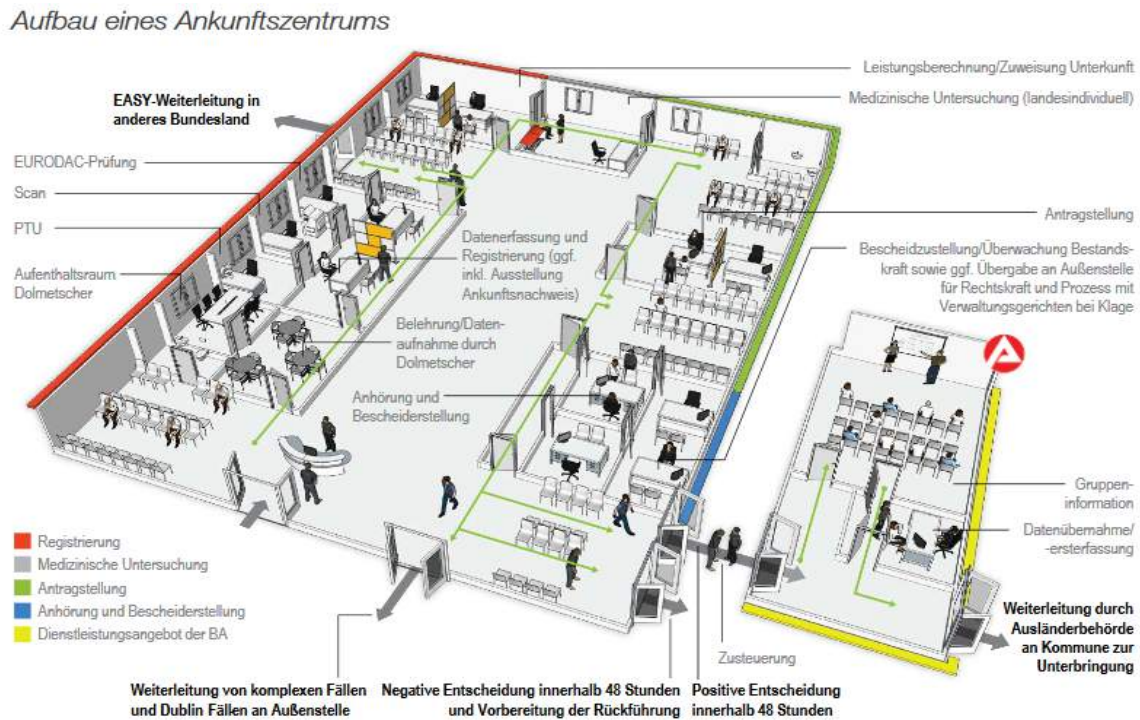 Aufbau eines Ankunftszentrums
EASY-Weiterleitung in
anderes Bundesland
EURODAC-Prüfung
Scan
PTU
Aufenthaltsraum
Dolmetscher
Leistungsberechnung/Zuweisung Unterkunft
Medizinische Untersuchung (landesindividuell)
Antragstellung
Bescheidzustellung/Überwachung Bestands-
kraft sowie ggf. Übergabe an Außenstelle
für Rechtskraft und Prozess mit
Verwaltungsgerichten bei Klage
Datenerfassung und
Registrierung (ggf.
inkl. Ausstellung
Ankunftsnachweis)
Belehrung/Daten-
aufnahme durch
Dolmetscher
Anhörung und
Bescheiderstellung
Gruppen-
information
Datenübernahme/
-ersterfassung
Registrierung
Medizinische Untersuchung
Antragstellung
Anhörung und Bescheiderstellung
Dienstleistungsangebot der BA
Weiterleitung durch
Ausländerbehörde
an Kommune zur
Unterbringung
Zusteuerung
Weiterleitung von komplexen Fällen
und Dublin Fällen an Außenstelle
Negative Entscheidung innerhalb 48 Stunden
und Vorbereitung der Rückführung
Positive Entscheidung
innerhalb 48 Stunden